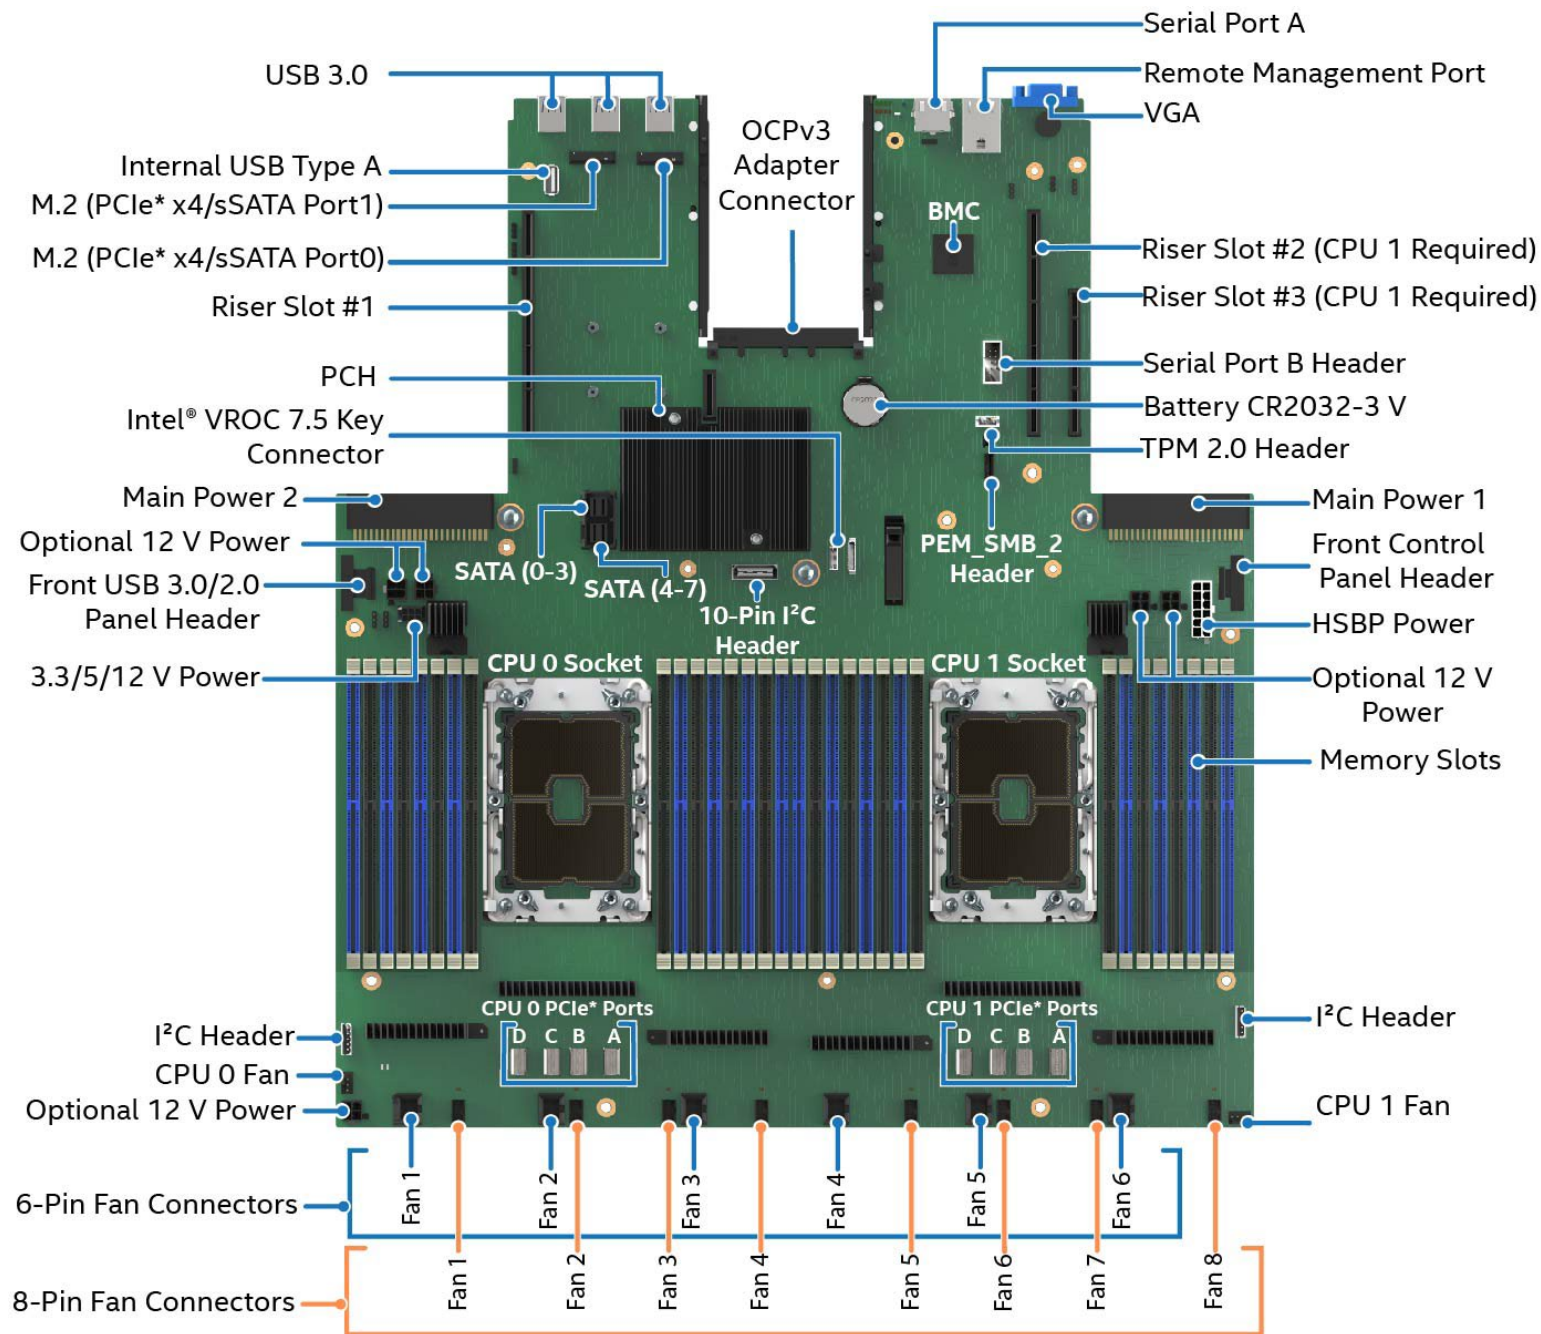 Serial Port A
USB 3.0
Remote Management Port
VGA
OCPv3
Adapter
Connector
Internal USB Type A
M.2 (PCIe* x4/sSATA Port1)
BMC
M.2 (PCIe* x4/sSATA Port0)
Riser Slot #2 (CPU 1 Required)
Riser Slot #1
Riser Slot #3 (CPU 1 Required)
PCH
Serial Port B Header
Intel® VROC 7.5 Key
Connector
Battery CR2032-3 V
TPM 2.0 Header
Main Power 2
Main Power 1
Optional 12 V Power
SATA (0-3)
SATA (4-7)
PEM_SMB_2
Header
Front Control
Panel Header
Front USB 3.0/2.0
Panel Header
10-Pin I²C
Header
HSBP Power
3.3/5/12 V Power
CPU 0 Socket
CPU 1 Socket
Optional 12 V
Power
Memory Slots
CPU 0 PCIe* Ports
D C B A
CPU 1 PCIe* Ports
D C B A
I²C Header
I²C Header
CPU 0 Fan
Optional 12 V Power
CPU 1 Fan
6-Pin Fan Connectors
Fan 1
Fan 2
Fan 3
Fan 4
Fan 5
Fan 6
8-Pin Fan Connectors
Fan 1
Fan 2
Fan 3
Fan 4
Fan 5
Fan 6
Fan 7
Fan 8